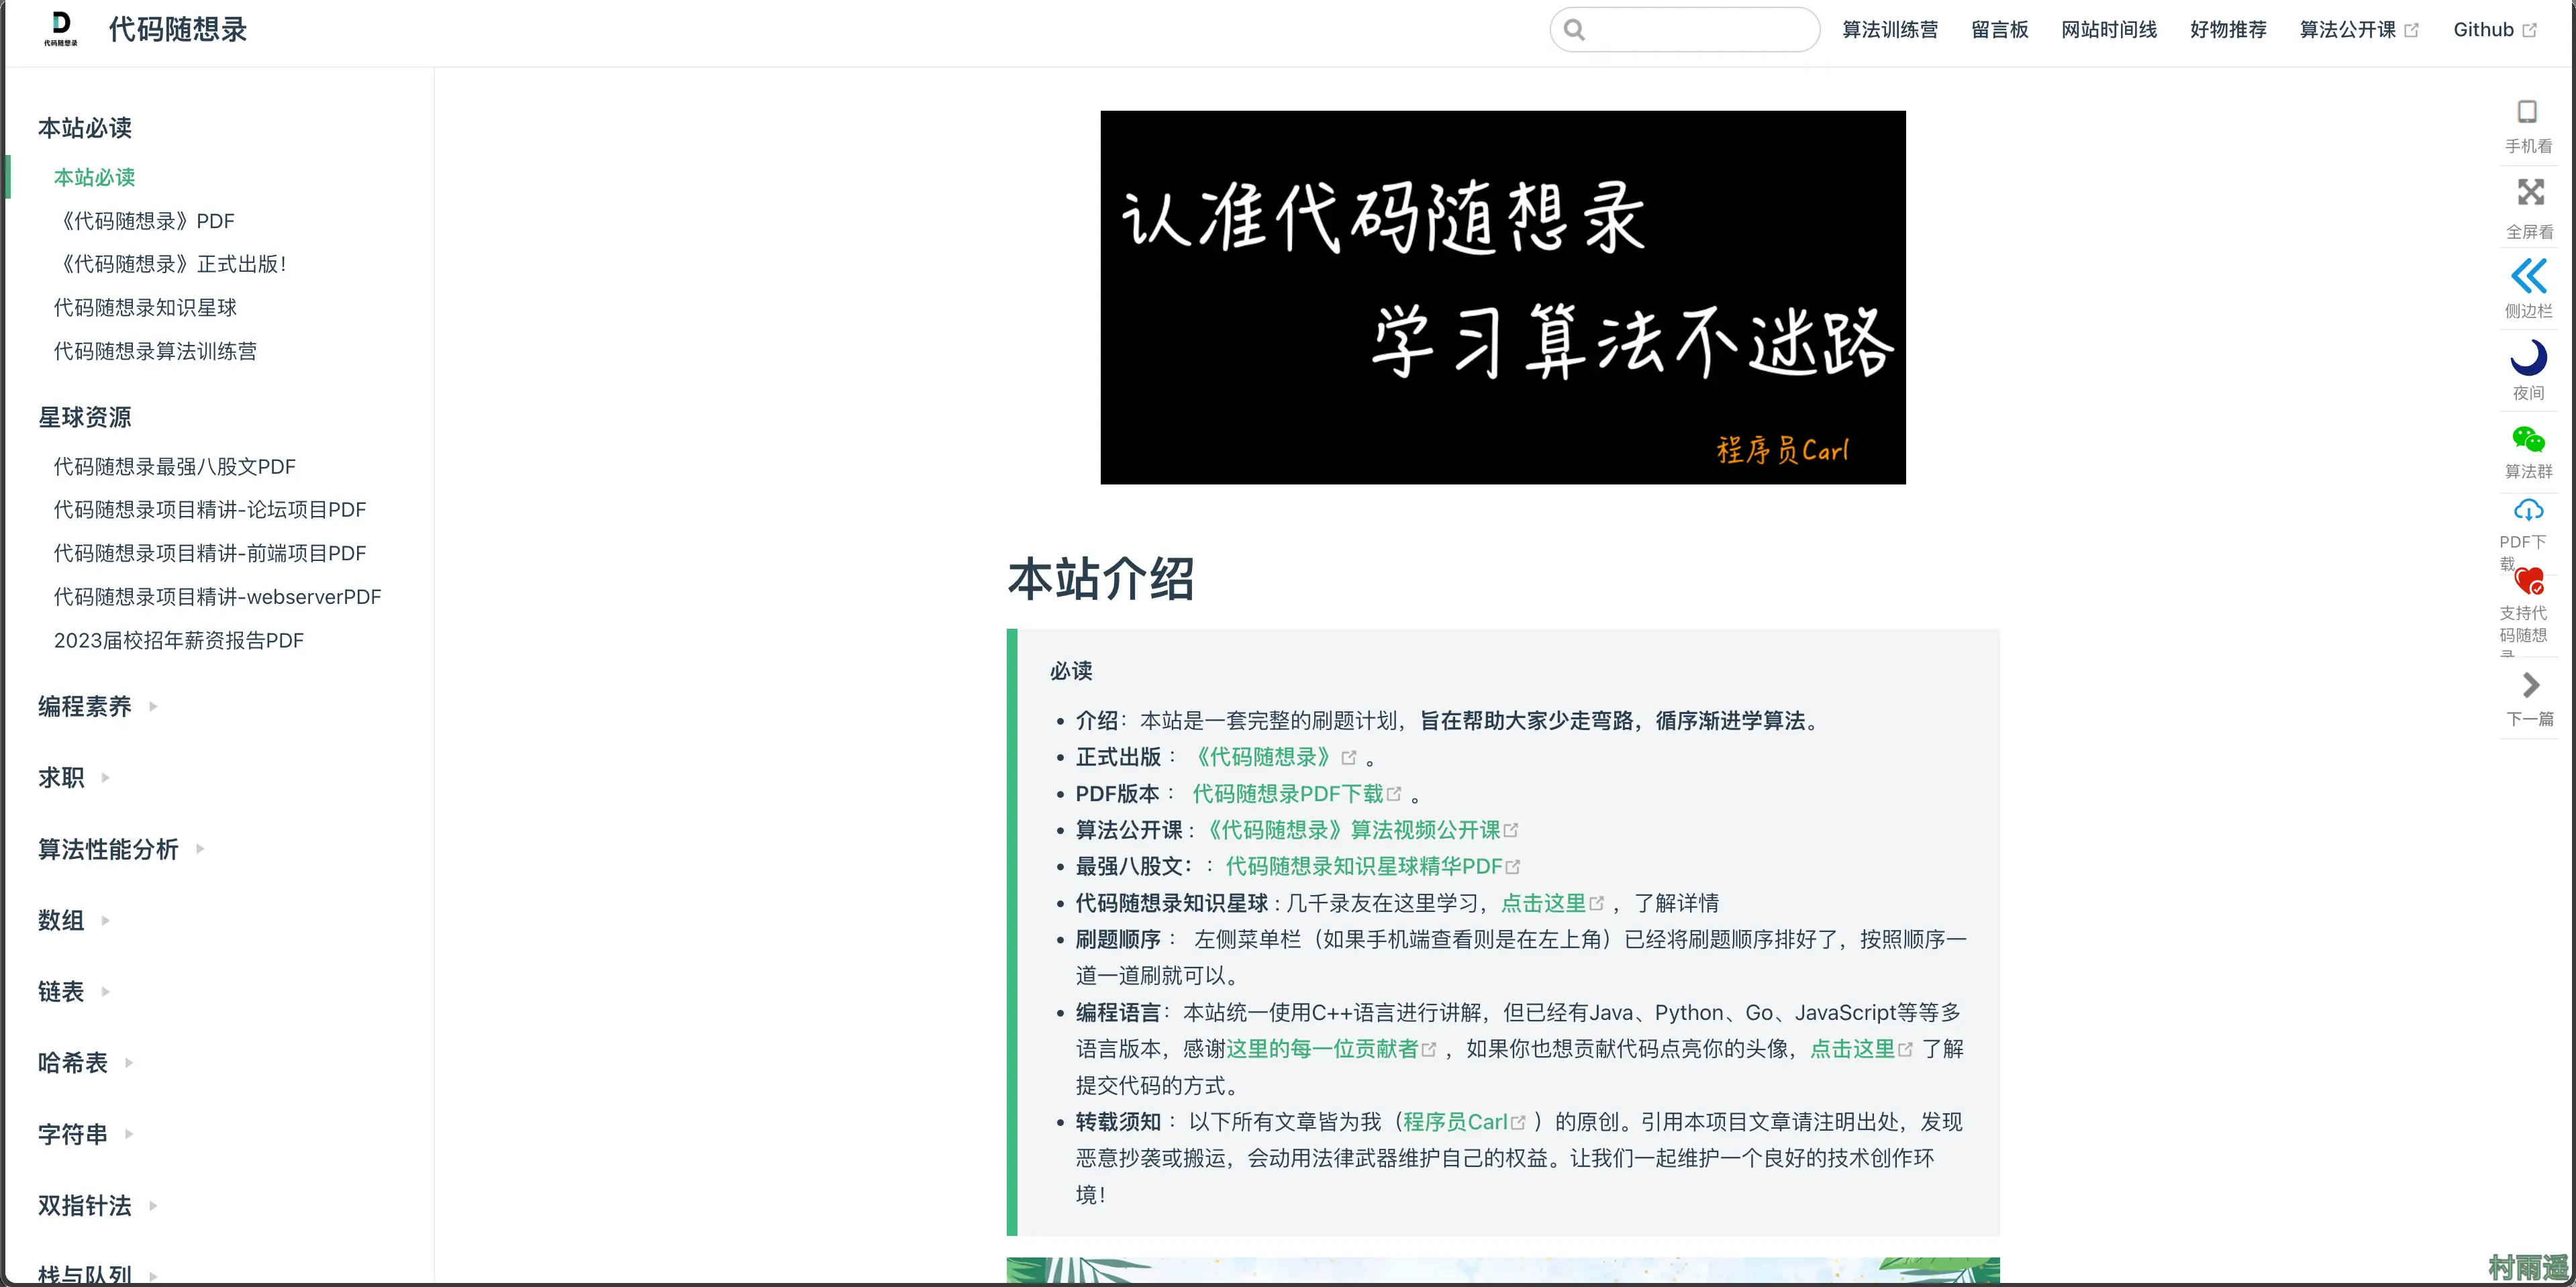 代码随想录
代码随想录
算法训练营
留言板
网站时间线
好物推荐
算法公开课
Github
本站必读
本站必读
《代码随想录》PDF
《代码随想录》正式出版！
代码随想录知识星球
代码随想录算法训练营
星球资源
代码随想录最强八股文PDF
代码随想录项目精讲-论坛项目PDF
代码随想录项目精讲-前端项目PDF
代码随想录项目精讲-webserverPDF
2023届校招年薪资报告PDF
编程素养
求职
算法性能分析
数组
链表
哈希表
字符串
双指针法
栈与队列
认准代码随想录
学习算法不迷路
程序员Carl
本站介绍
必读
介绍：本站是一套完整的刷题计划，旨在帮助大家少走弯路，循序渐进学算法。
正式出版： 《代码随想录》 。
PDF版本： 代码随想录PDF下载 。
算法公开课：《代码随想录》算法视频公开课
最强八股文：：代码随想录知识星球精华PDF
代码随想录知识星球：几千录友在这里学习，点击这里 ，了解详情
刷题顺序： 左侧菜单栏（如果手机端查看则是在左上角）已经将刷题顺序排好了，按照顺序一
道一道刷就可以。
编程语言：本站统一使用C++语言进行讲解，但已经有Java、Python、Go、JavaScript等等多
语言版本，感谢这里的每一位贡献者 ，如果你也想贡献代码点亮你的头像，点击这里 了解
提交代码的方式。
转载须知：以下所有文章皆为我（程序员Carl ）的原创。引用本项目文章请注明出处，发现
恶意抄袭或搬运，会动用法律武器维护自己的权益。让我们一起维护一个良好的技术创作环
境！
手机看
全屏看
侧边栏
夜间
算法群
PDF下
载
支持代
码随想
录
下一篇
村雨遥